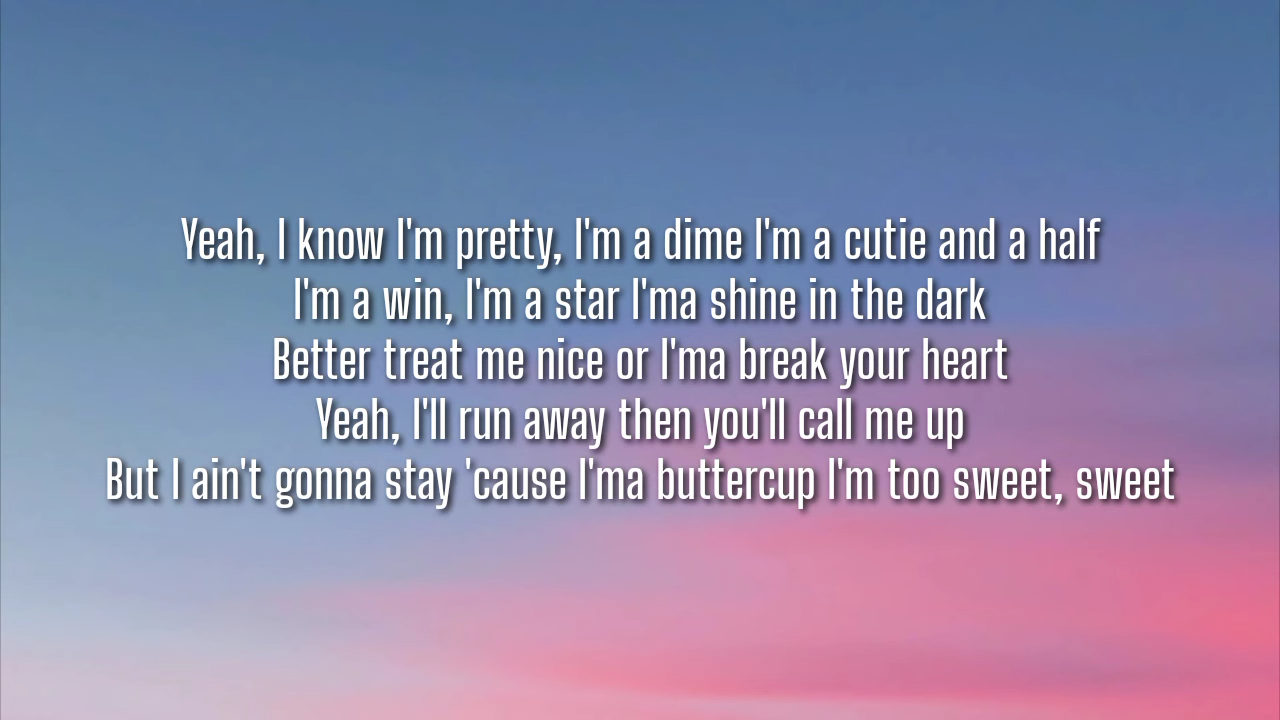 Yeah, I know I'm pretty, I'm a dime I'm a cutie and a half
I'm a win, I'm a star I'ma shine in the dark
Better treat me nice or I'ma break your heart
Yeah, I'll run away then you'll call me up
But I ain't gonna stay 'cause I'ma buttercup I'm too sweet, sweet